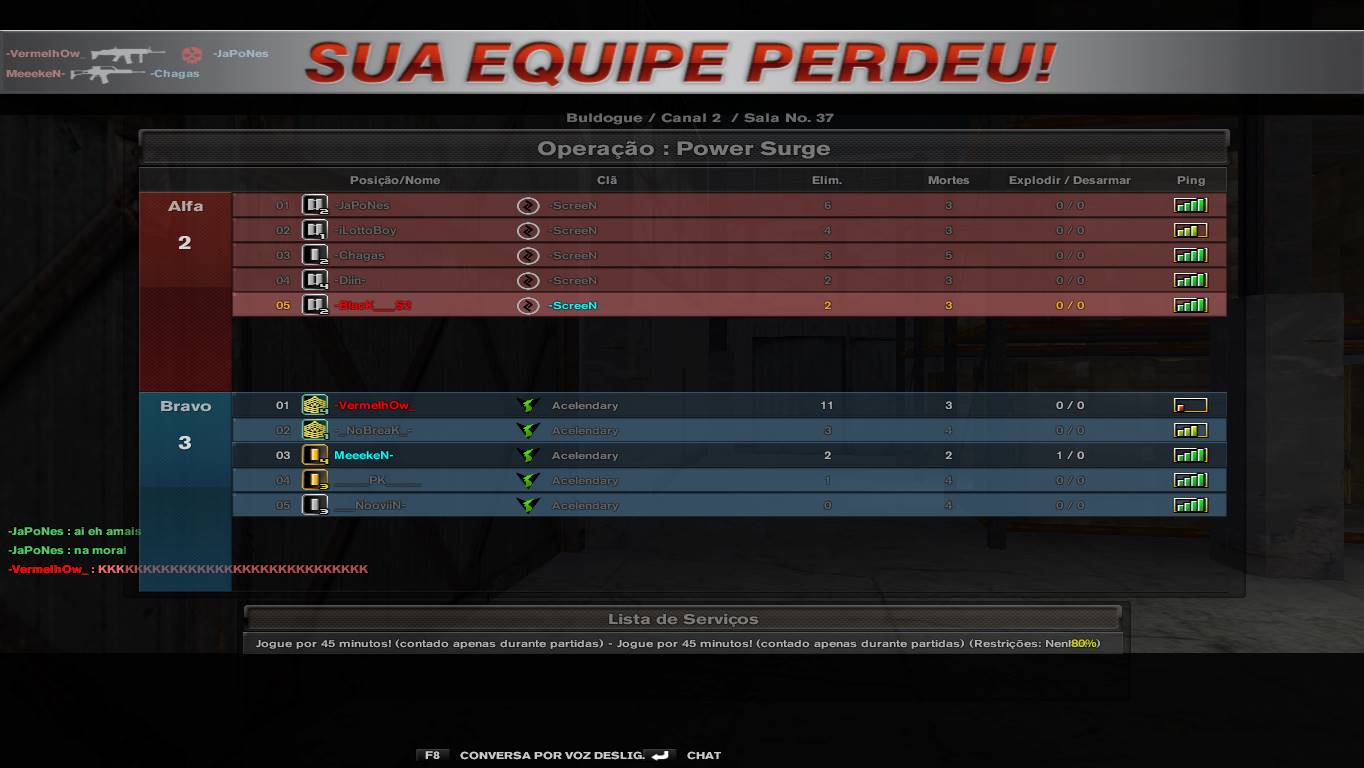 -VermelhOw_ -JaPoNes
MeeekeN- -Chagas
SUA EQUIPE PERDEU!
Buldogue / Canal 2 / Sala No. 37
Operação : Power Surge
Posição/Nome Clã Elim. Mortes Explodir / Desarmar Ping
Alfa
2
01 -JaPoNes -ScreeN 6 3 0 / 0
02 -iLottoBoy -ScreeN 4 3 0 / 0
03 -Chagas -ScreeN 3 5 0 / 0
04 -Diin- -ScreeN 2 3 0 / 0
05 -BlacK___S2 -ScreeN 2 3 0 / 0
Bravo
3
01 -VermelhOw_ Acelendary 11 3 0 / 0
02 -_NoBreaK_- Acelendary 3 4 0 / 0
03 MeeekeN- Acelendary 2 2 1 / 0
04 _____PK_____ Acelendary 1 4 0 / 0
05 ___NooviiN- Acelendary 0 4 0 / 0
-JaPoNes : ai eh amais
-JaPoNes : na moral
-VermelhOw_ : KKKKKKKKKKKKKKKKKKKKKKKKKKKKK
Lista de Serviços
Jogue por 45 minutos! (contado apenas durante partidas) - Jogue por 45 minutos! (contado apenas durante partidas) (Restrições: Nenl80%)
F8 CONVERSA POR VOZ DESLIG. CHAT